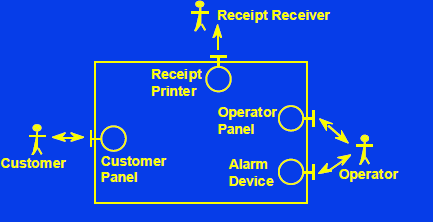 Receipt Receiver
Receipt
Printer
Operator
Panel
Customer
Customer
Panel
Alarm
Device
Operator